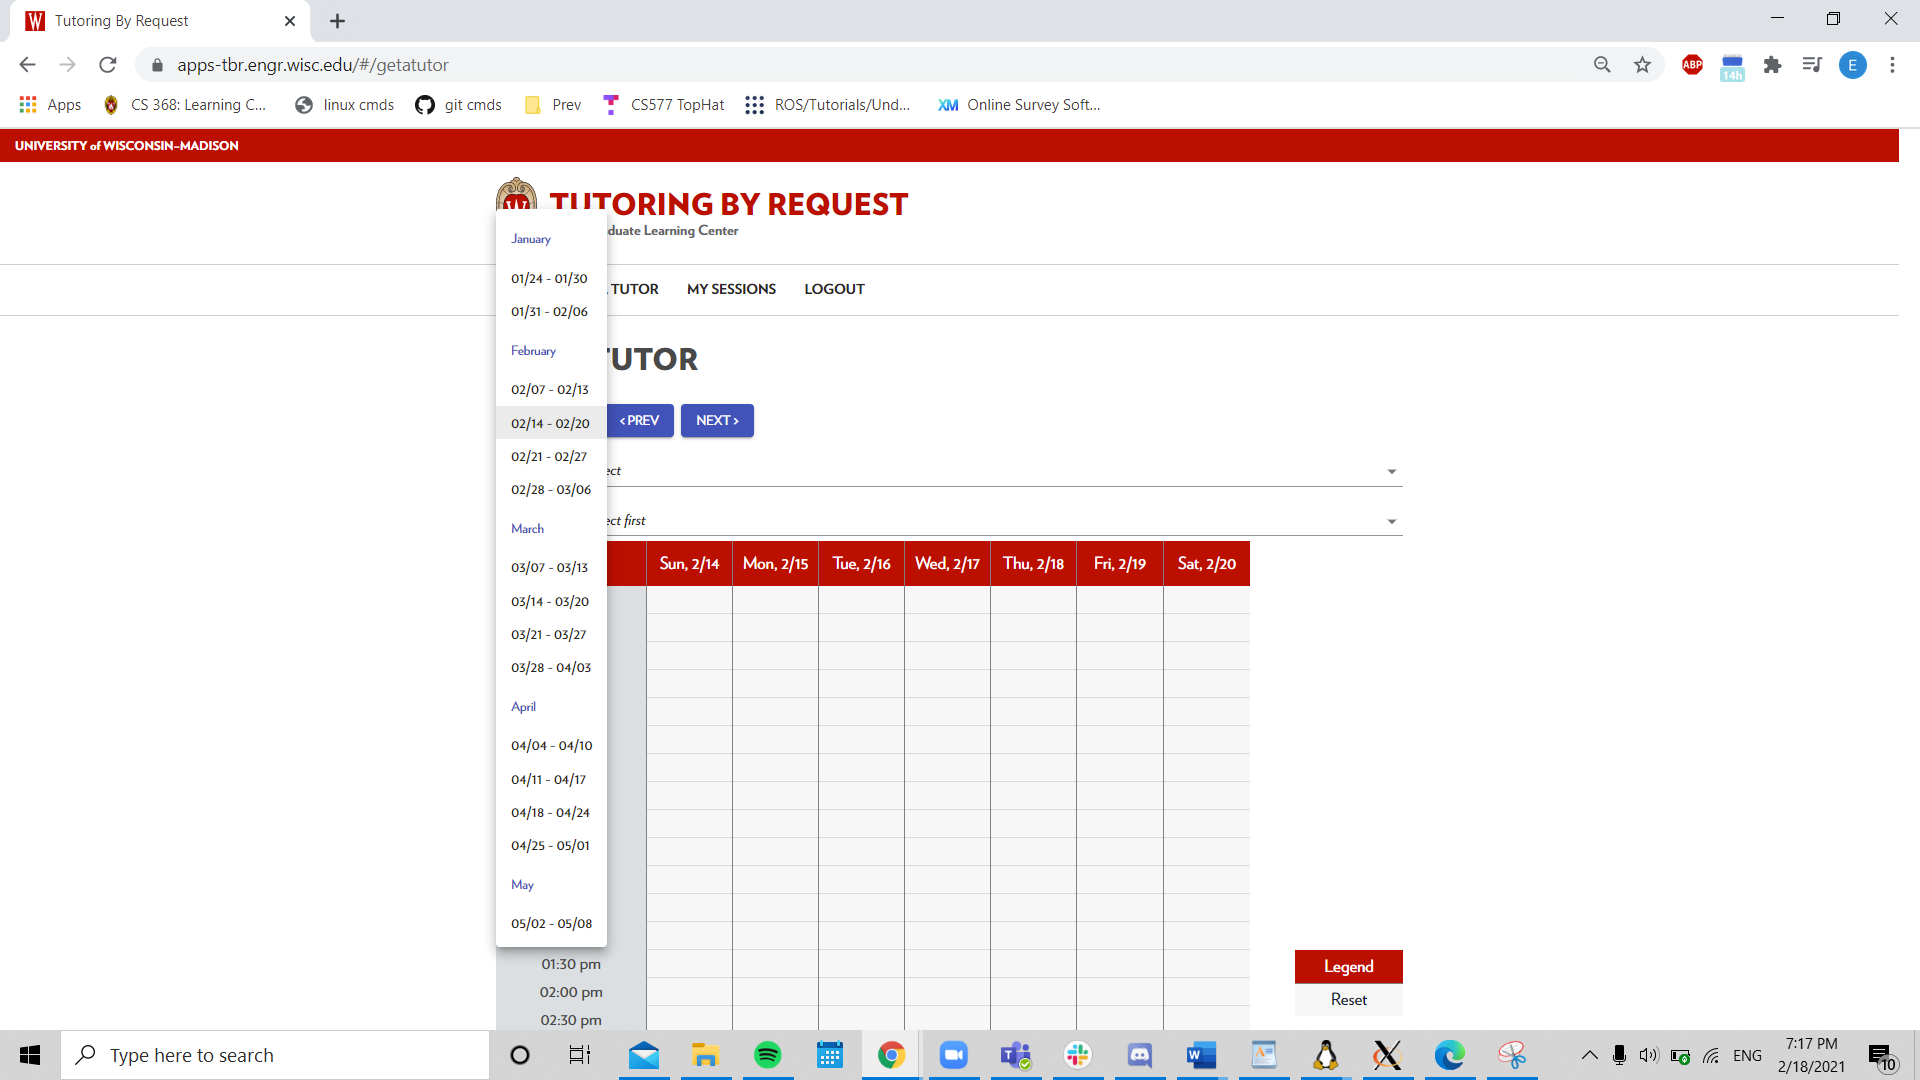 Tutoring By Request
apps-tbr.engr.wisc.edu/#/getatutor
ABP
14h
E
Apps
CS 368: Learning C...
linux cmds
git cmds
Prev
CS577 TopHat
ROS/Tutorials/Und...
XM Online Survey Soft...
UNIVERSITY of WISCONSIN–MADISON
TUTORING BY REQUEST
duate Learning Center
TUTOR
MY SESSIONS
LOGOUT
TUTOR
< PREV
NEXT >
ect
ect first
January
01/24 - 01/30
01/31 - 02/06
February
02/07 - 02/13
02/14 - 02/20
02/21 - 02/27
02/28 - 03/06
March
03/07 - 03/13
03/14 - 03/20
03/21 - 03/27
03/28 - 04/03
April
04/04 - 04/10
04/11 - 04/17
04/18 - 04/24
04/25 - 05/01
May
05/02 - 05/08
Sun, 2/14 Mon, 2/15 Tue, 2/16 Wed, 2/17 Thu, 2/18 Fri, 2/19 Sat, 2/20
01:30 pm
02:00 pm
02:30 pm
Legend
Reset
Type here to search
ENG
7:17 PM
2/18/2021
10